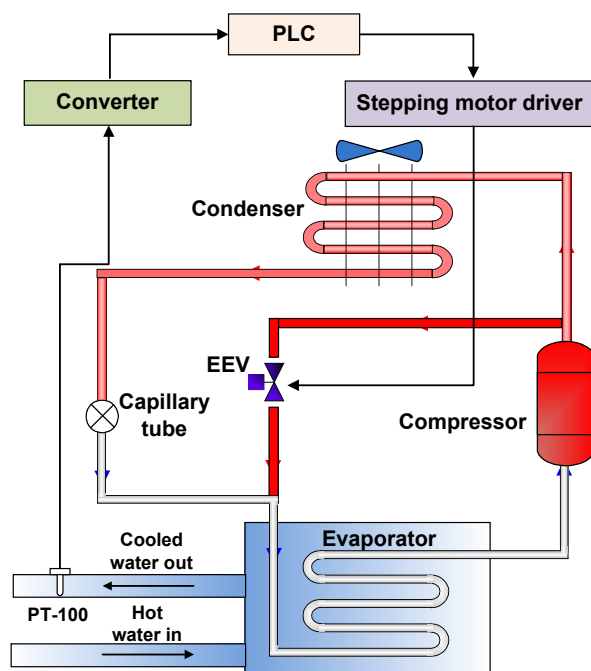 PLC
Converter
Stepping motor driver
Condenser
EEV
Capillary
tube
Compressor
Evaporator
Cooled
water out
PT-100
Hot
water in